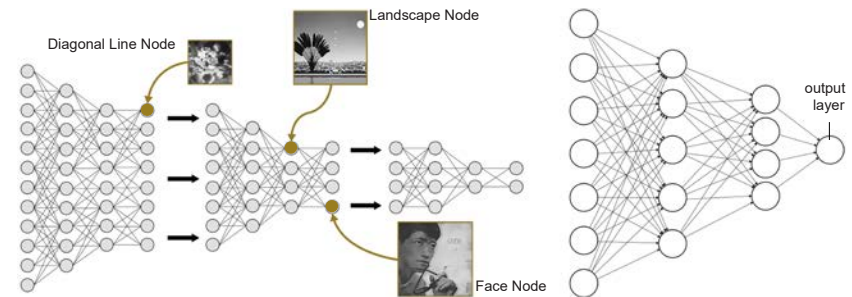 Landscape Node
Diagonal Line Node
output
layer
Face Node